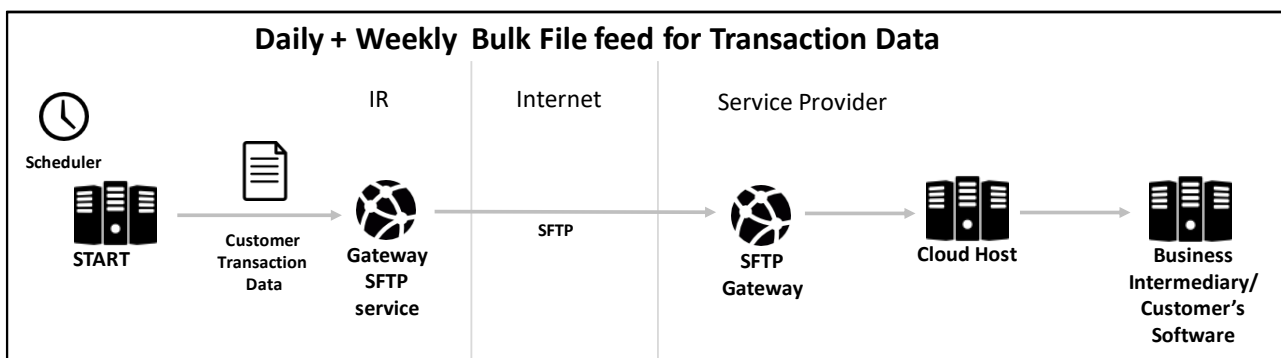 Daily + Weekly Bulk File feed for Transaction Data
IR
Internet
Service Provider
Scheduler
START
Customer
Transaction
Data
Gateway
SFTP
service
SFTP
SFTP
Gateway
Cloud Host
Business
Intermediary/
Customer’s
Software